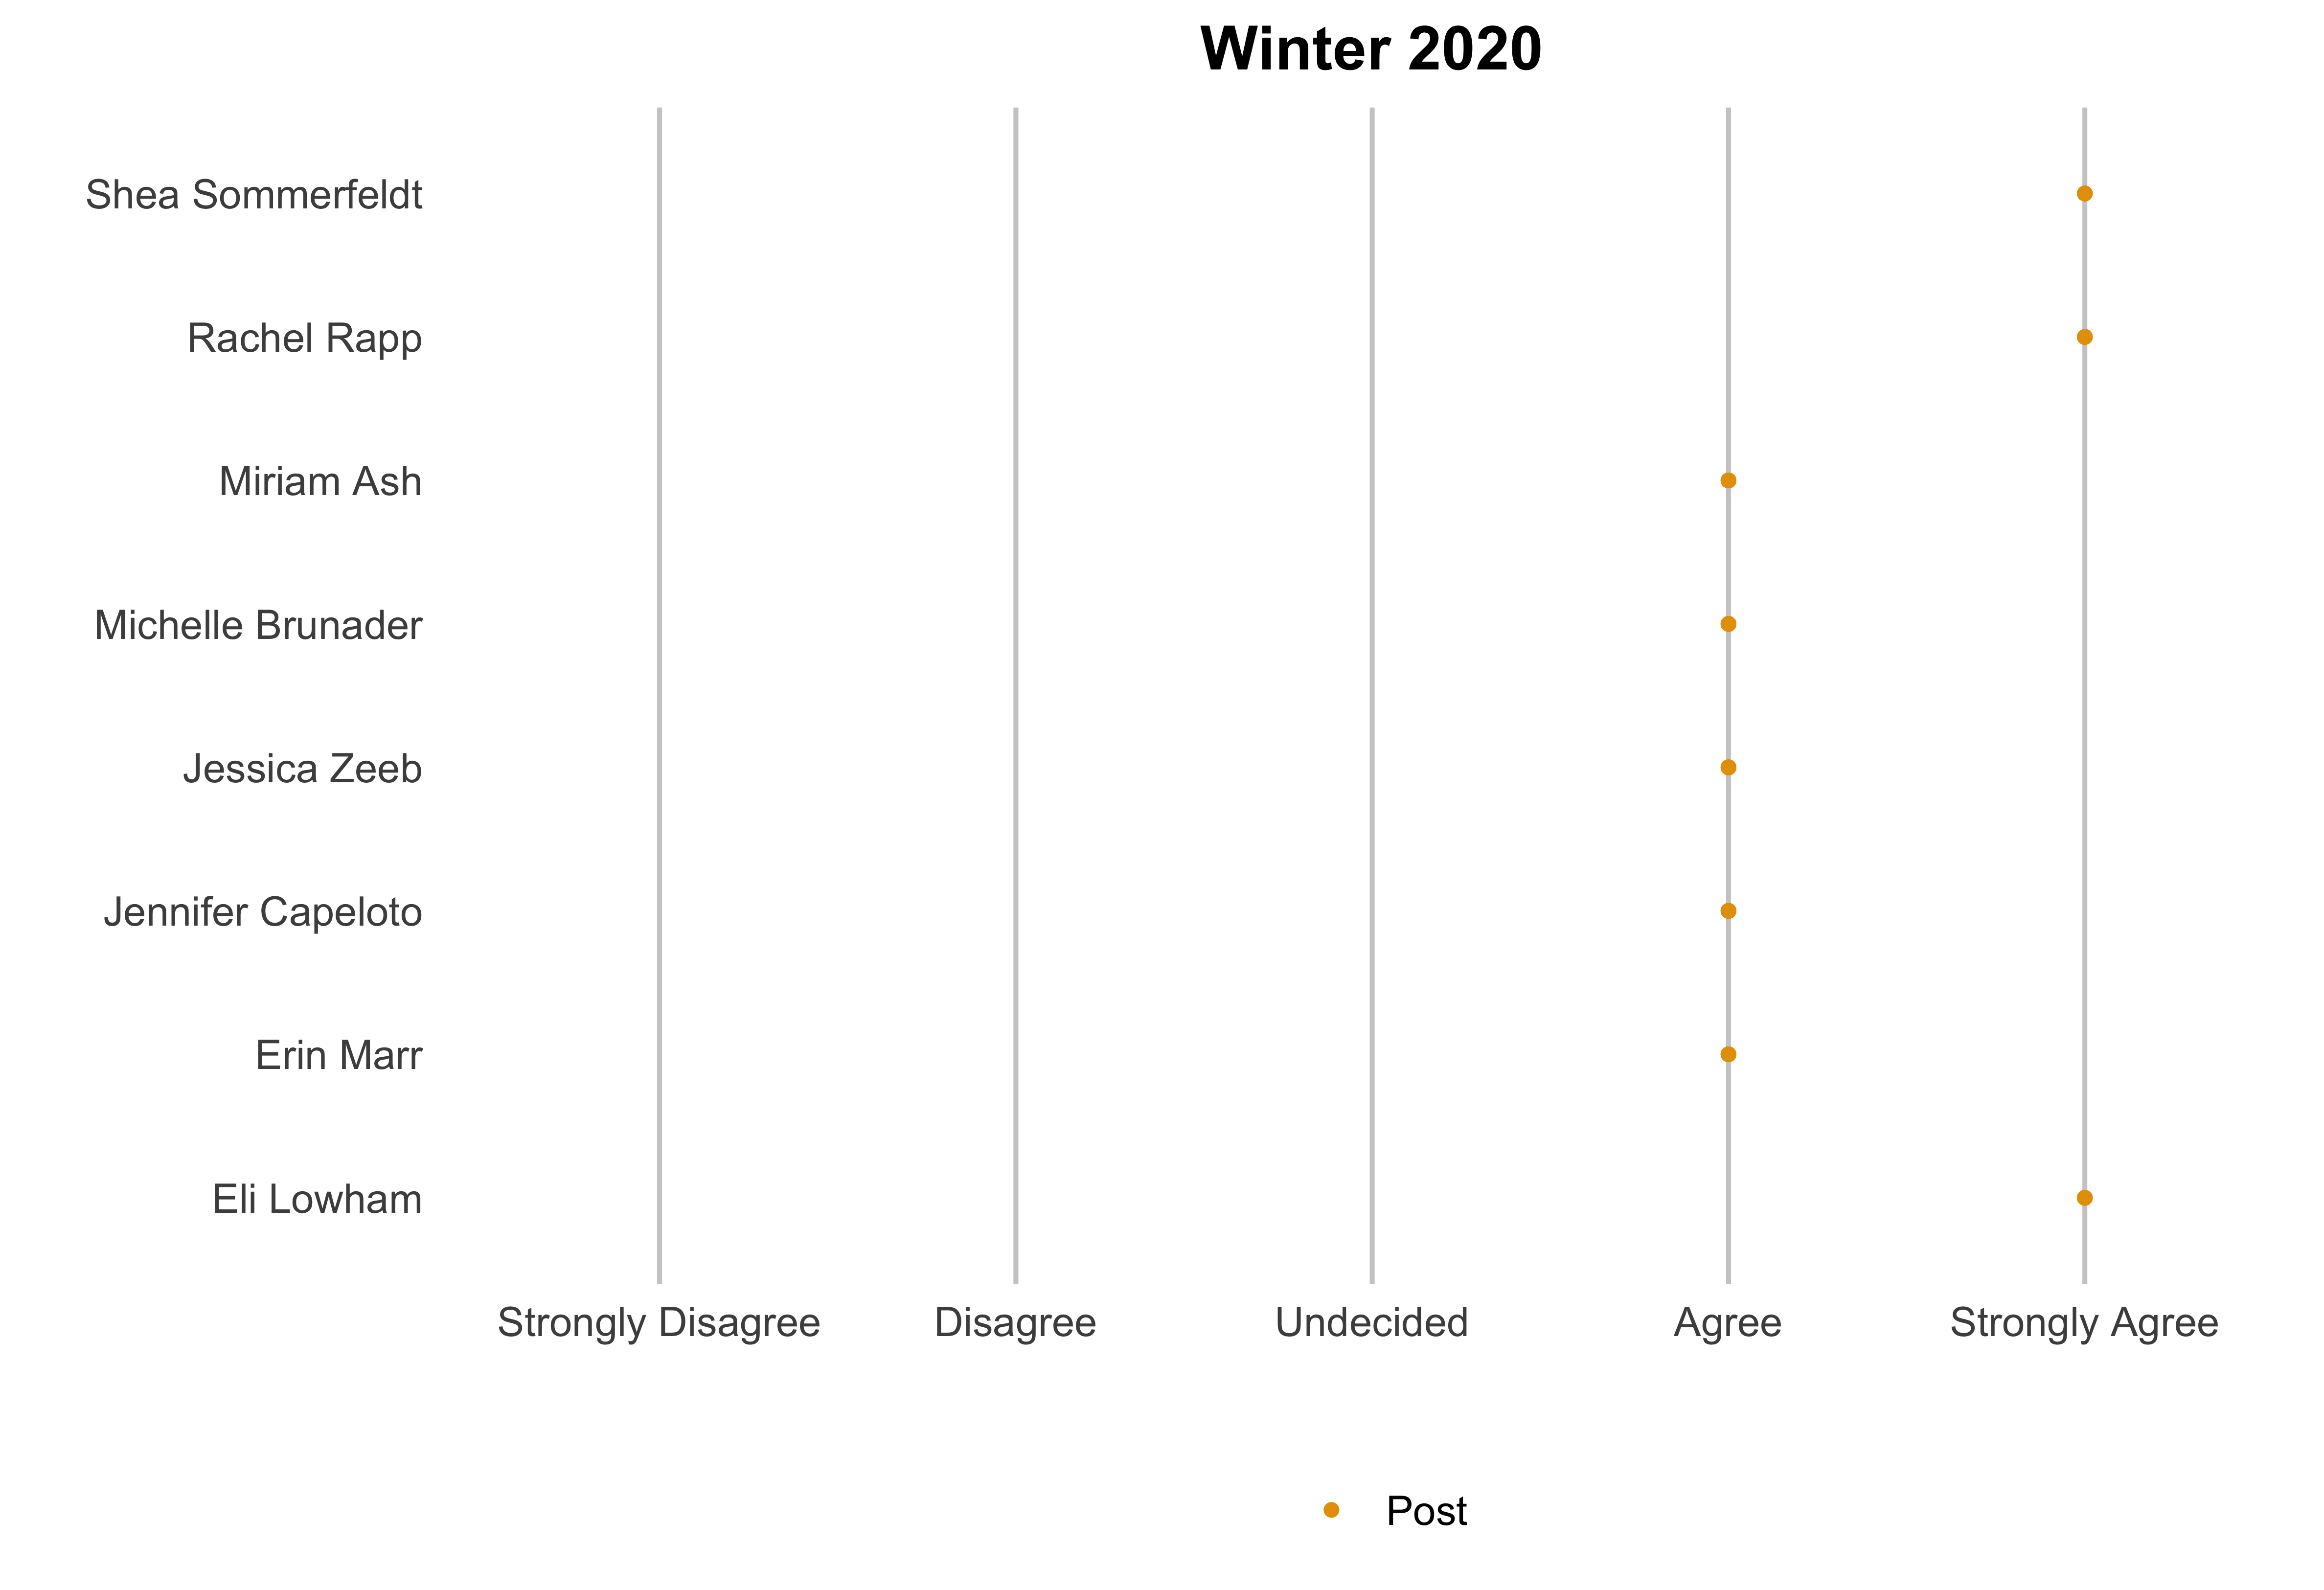 Winter 2020
Shea Sommerfeldt
Rachel Rapp
Miriam Ash
Michelle Brunader
Jessica Zeeb
Jennifer Capeloto
Erin Marr
Eli Lowham
Strongly Disagree Disagree Undecided Agree Strongly Agree
Post